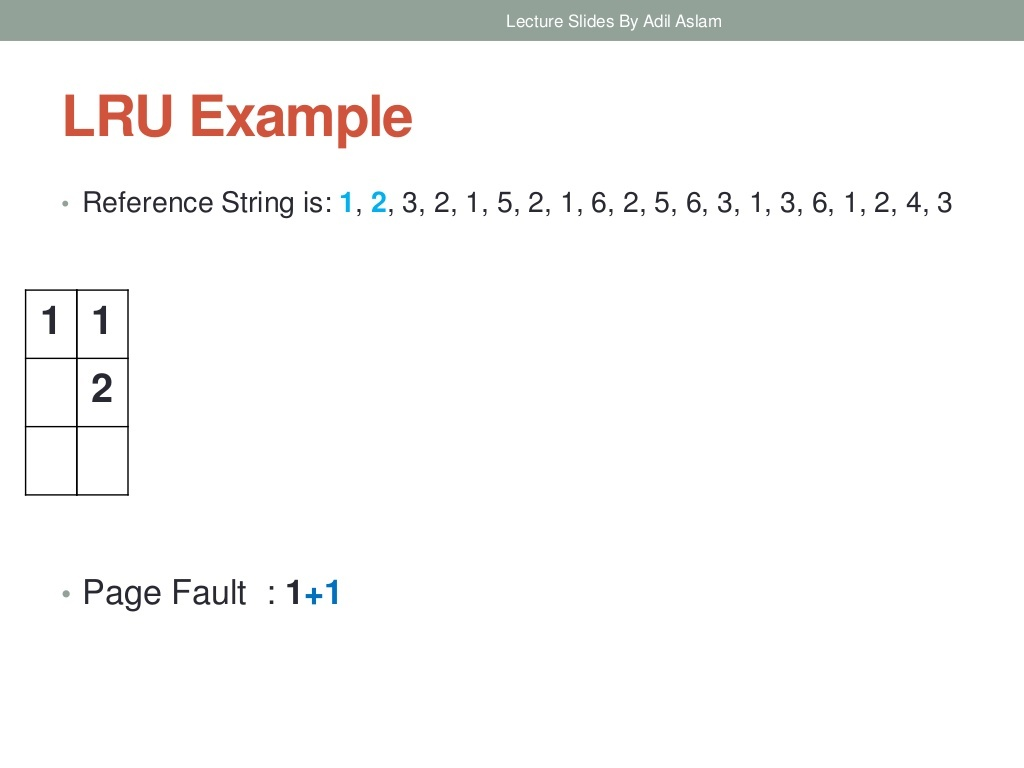 Lecture Slides By Adil Aslam
LRU Example
• Reference String is: 1, 2, 3, 2, 1, 5, 2, 1, 6, 2, 5, 6, 3, 1, 3, 6, 1, 2, 4, 3
1 1
2
• Page Fault : 1+1